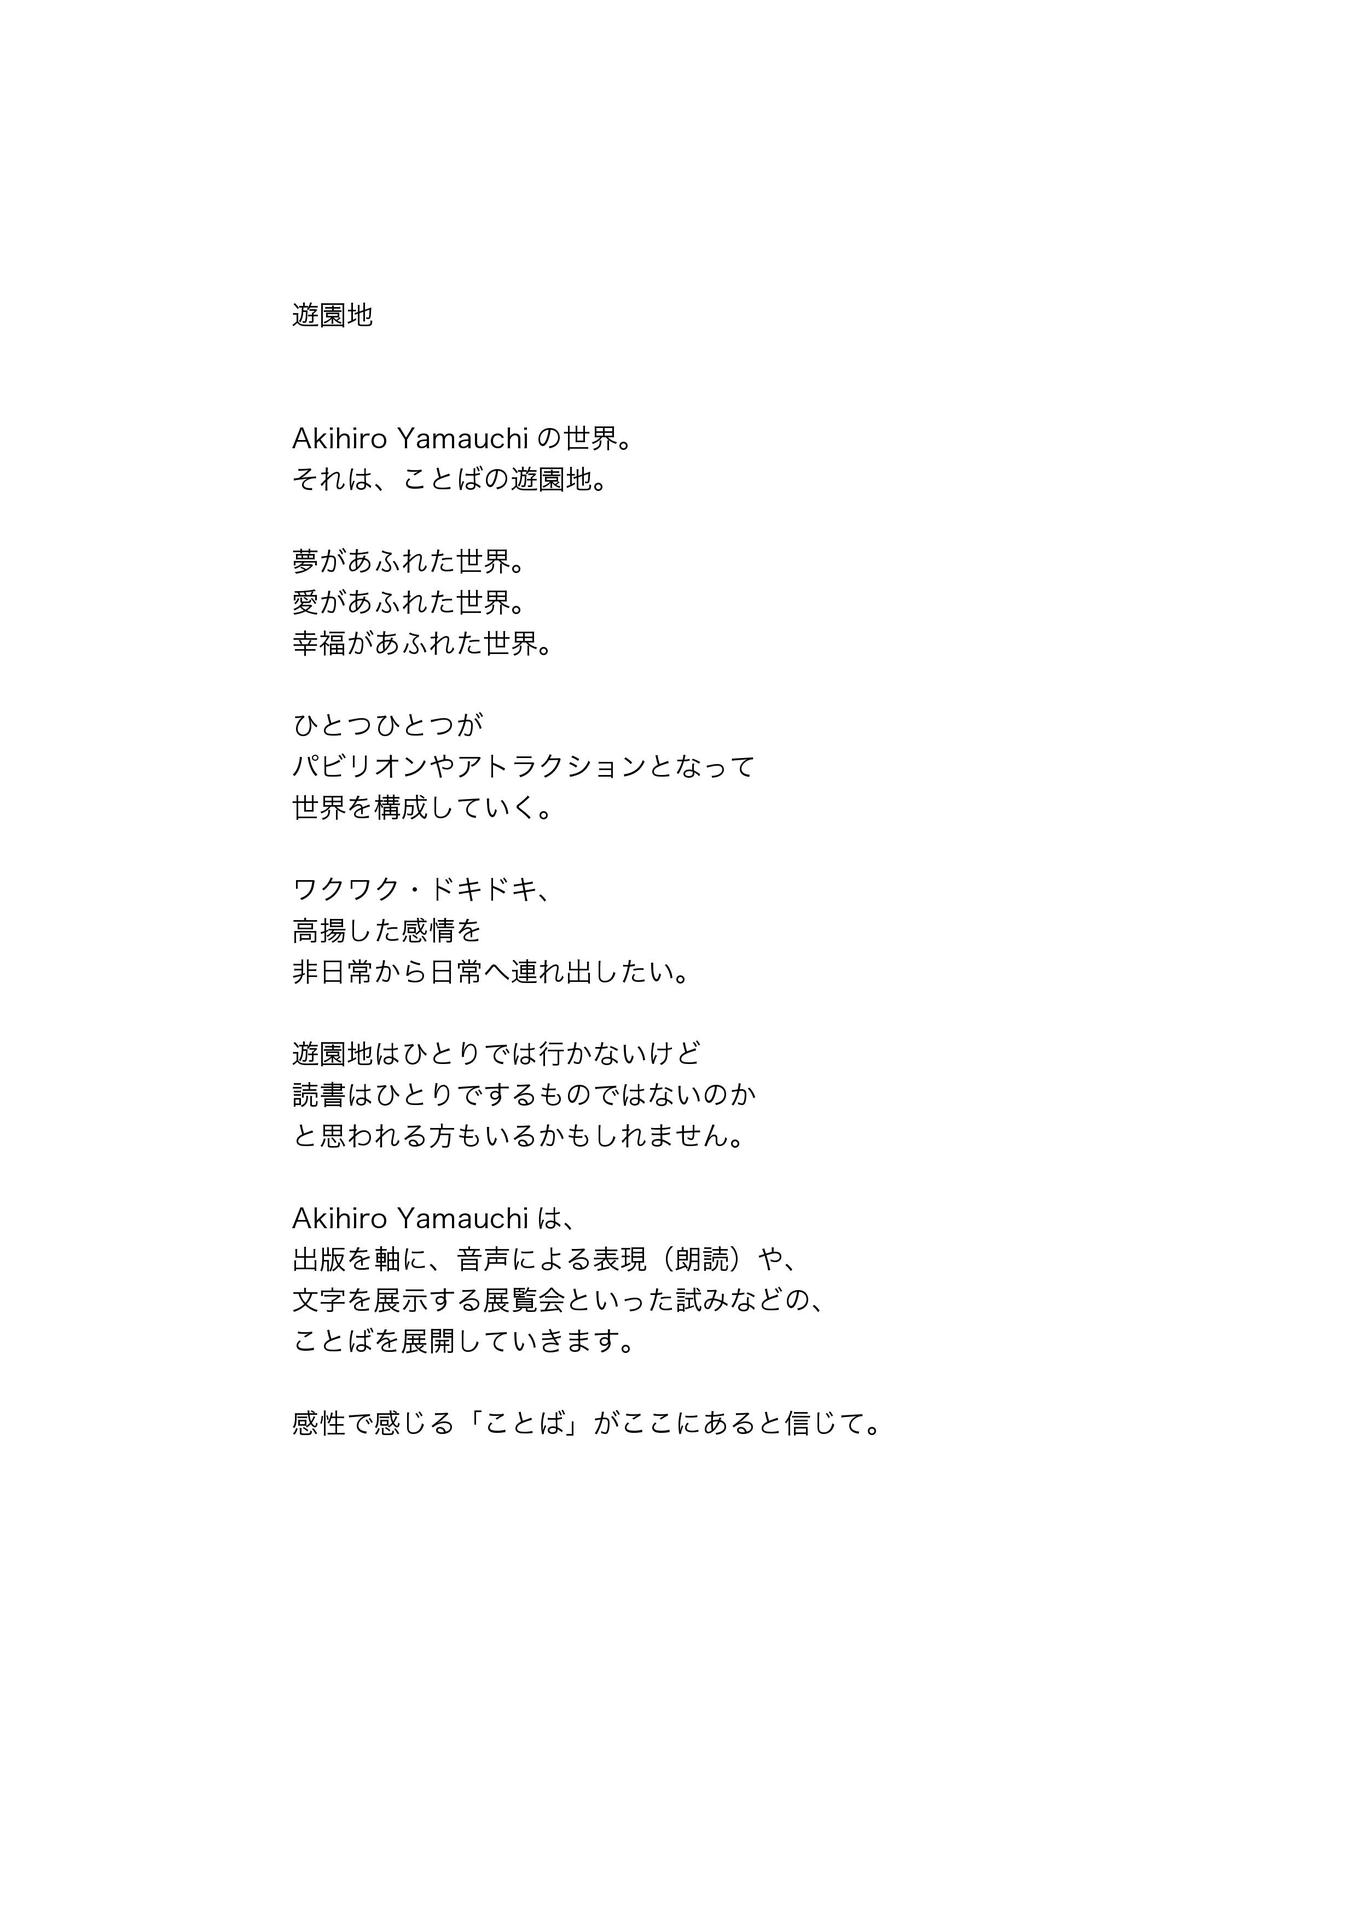 遊園地
Akihiro Yamauchi の世界。
それは、ことばの遊園地。
夢があふれた世界。
愛があふれた世界。
幸福があふれた世界。
ひとつひとつが
パビリオンやアトラクションとなって
世界を構成していく。
ワクワク・ドキドキ、
高揚した感情を
非日常から日常へ連れ出したい。
遊園地はひとりでは行かないけど
読書はひとりでするものではないのか
と思われる方もいるかもしれません。
Akihiro Yamauchi は、
出版を軸に、音声による表現（朗読）や、
文字を展示する展覧会といった試みなどの、
ことばを展開していきます。
感性で感じる「ことば」がここにあると信じて。